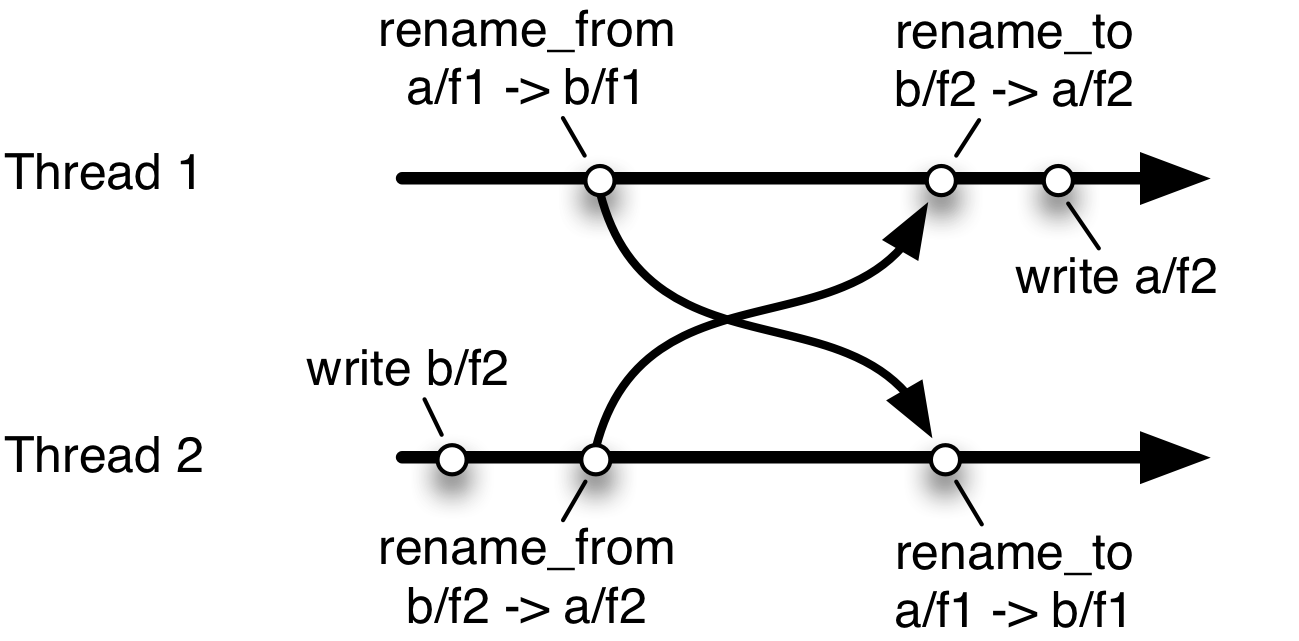 rename_from
a/f1 -> b/f1
rename_to
b/f2 -> a/f2
Thread 1
write a/f2
write b/f2
Thread 2
rename_from
b/f2 -> a/f2
rename_to
a/f1 -> b/f1